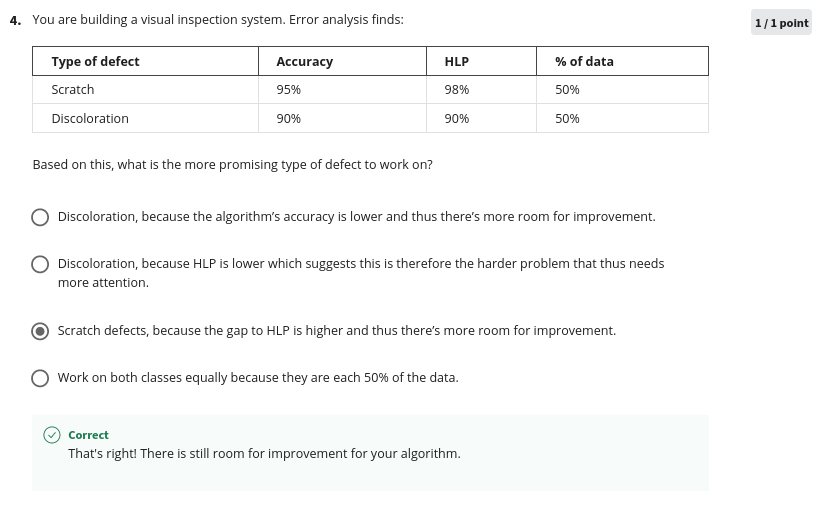 4. You are building a visual inspection system. Error analysis finds:
1 / 1 point
Type of defect Accuracy HLP % of data
Scratch 95% 98% 50%
Discoloration 90% 90% 50%
Based on this, what is the more promising type of defect to work on?
Discoloration, because the algorithm's accuracy is lower and thus there's more room for improvement.
Discoloration, because HLP is lower which suggests this is therefore the harder problem that thus needs
more attention.
Scratch defects, because the gap to HLP is higher and thus there's more room for improvement.
Work on both classes equally because they are each 50% of the data.
Correct
That's right! There is still room for improvement for your algorithm.